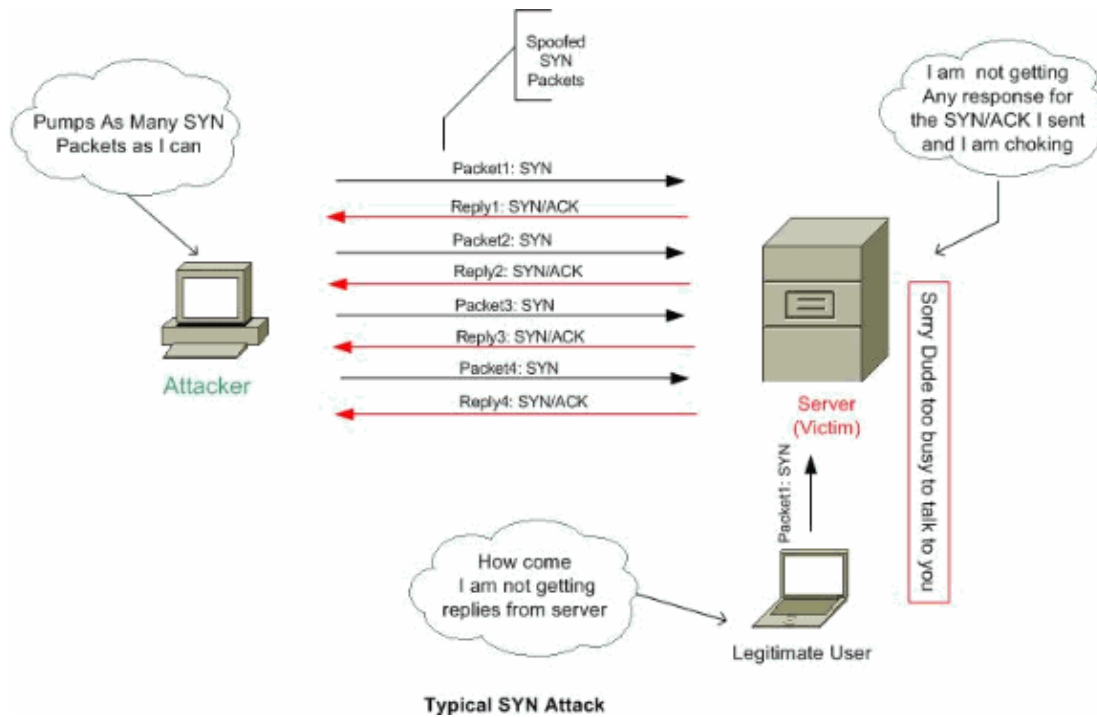 Spoofed
SYN
Packets
Pumps As Many SYN
Packets as I can
I am not getting
Any response for
the SYN/ACK I sent
and I am choking
Packet1: SYN
Reply1: SYN/ACK
Packet2: SYN
Reply2: SYN/ACK
Packet3: SYN
Reply3: SYN/ACK
Packet4: SYN
Reply4: SYN/ACK
Attacker
Server
(Victim)
Sorry Dude too busy to talk to you
Packet1: SYN
How come
I am not getting
replies from server
Legitimate User
Typical SYN Attack